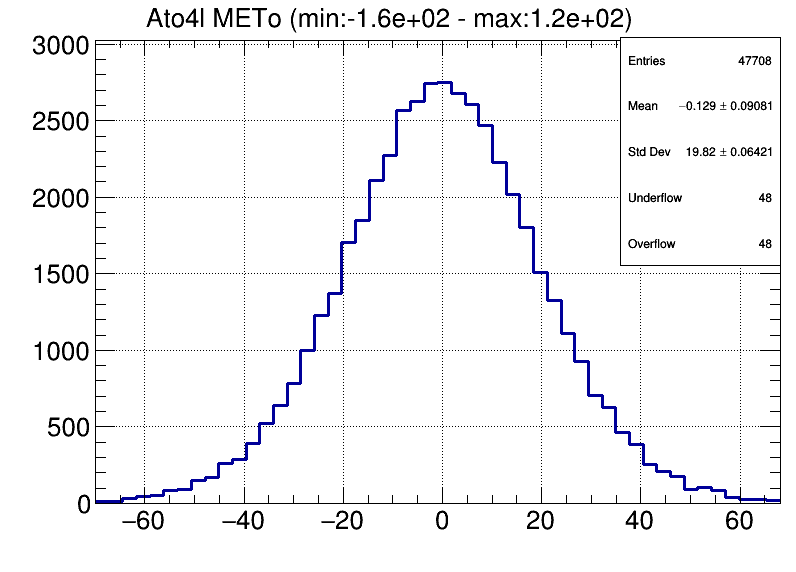 Ato4l METo (min:-1.6e+02 - max:1.2e+02)
Entries 47708
Mean −0.129 ± 0.09081
Std Dev 19.82 ± 0.06421
Underflow 48
Overflow 48
3000
2500
2000
1500
1000
500
0
−60 −40 −20 0 20 40 60